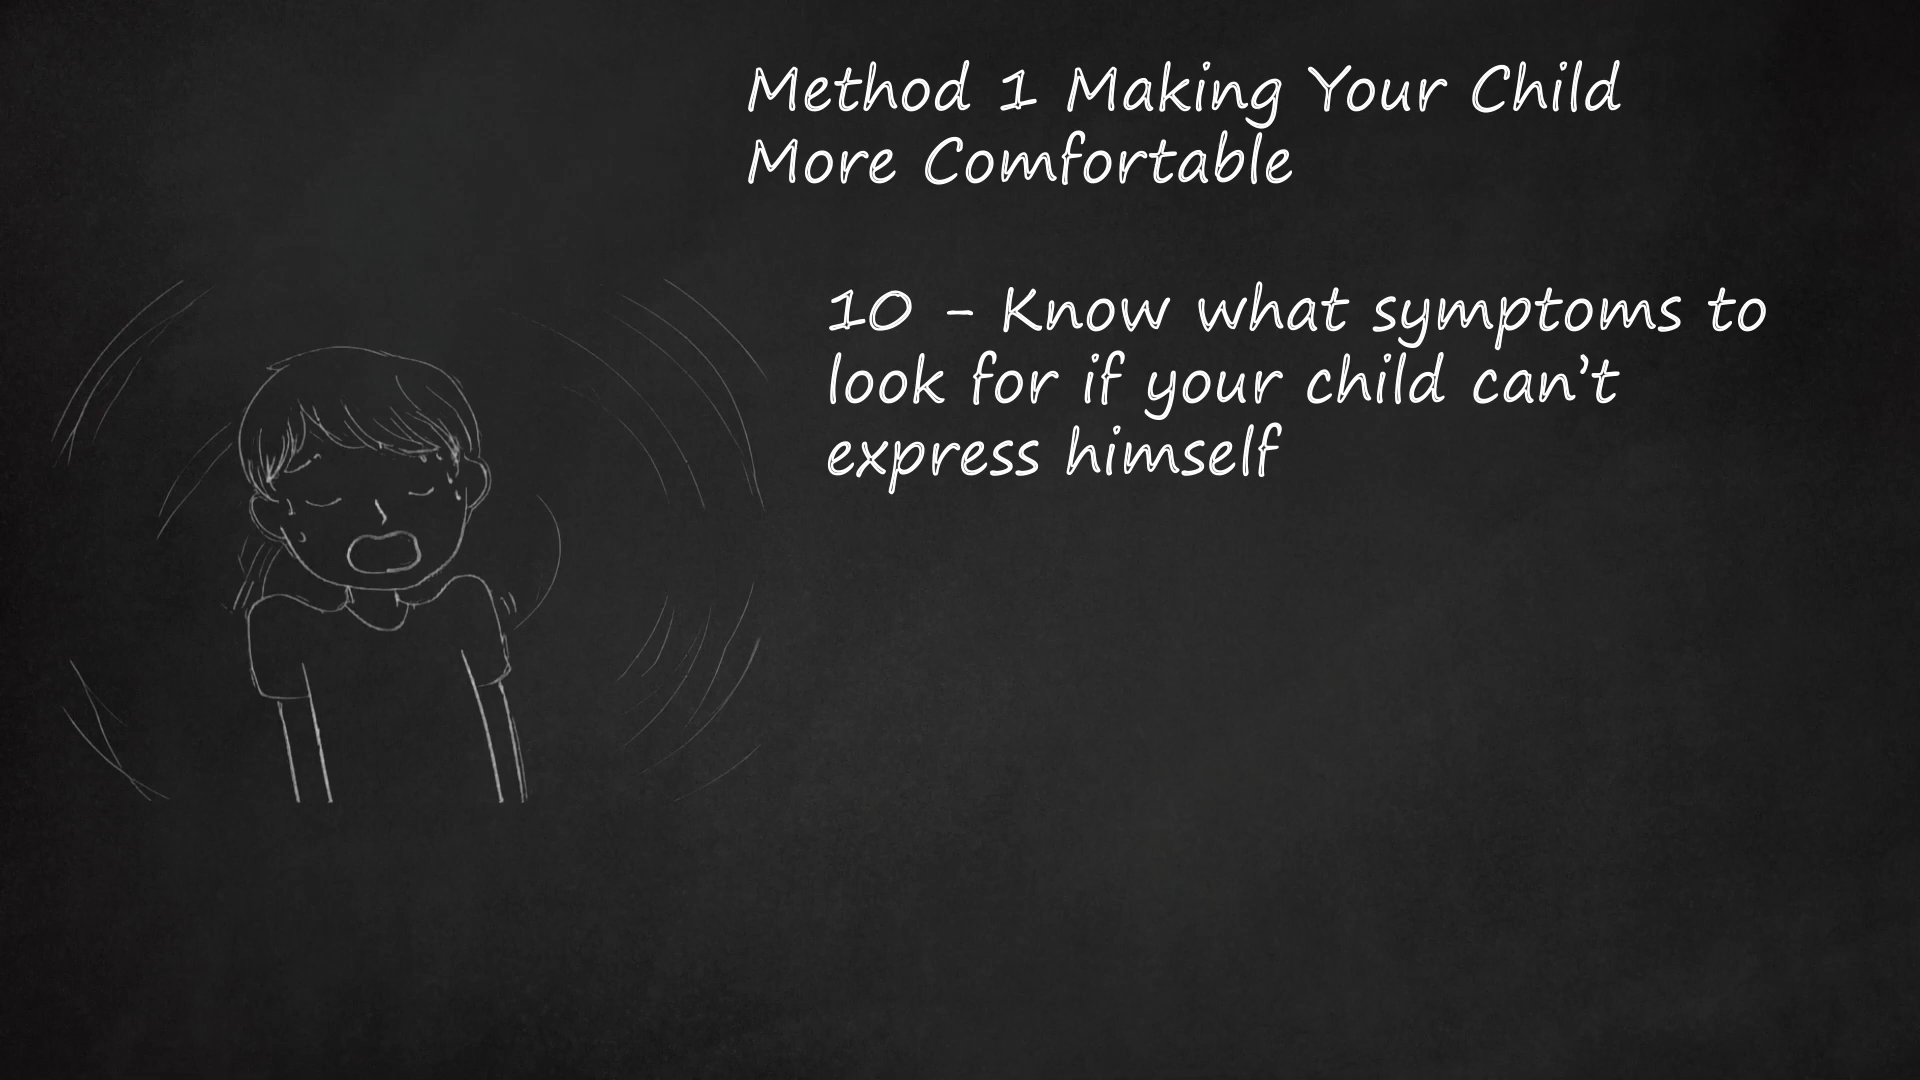 Method 1 Making Your Child
More Comfortable
10 - Know what symptoms to
look for if your child can’t
express himself